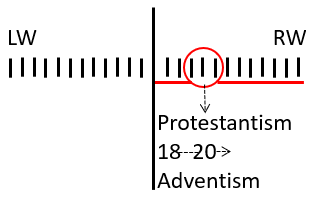 LW RW
Protestantism
18---20-->
Adventism